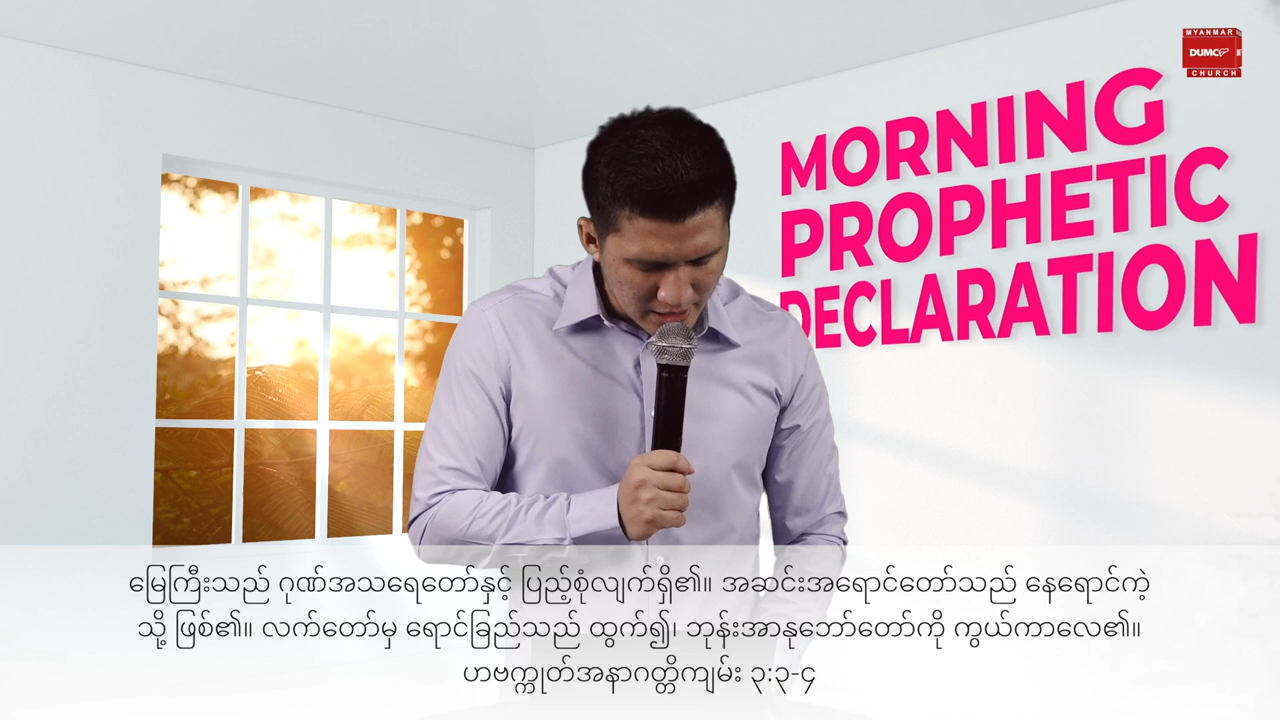 MYANMAR
DUMC
CHURCH
MORNING
PROPHETIC
DECLARATION
မြေကြီးသည် ဂုဏ်အသရေတော်နှင့် ပြည့်စုံလျက်ရှိ၏။ အဆင်းအရောင်တော်သည် နေရောင်ကဲ့
သို့ ဖြစ်၏။ လက်တော်မှ ရောင်ခြည်သည် ထွက်၍၊ ဘုန်းအာနုဘော်တော်ကို ကွယ်ကာလေ၏။
ဟဗက္ကုတ်အနာဂတ္တိကျမ်း ၃:၃-၄